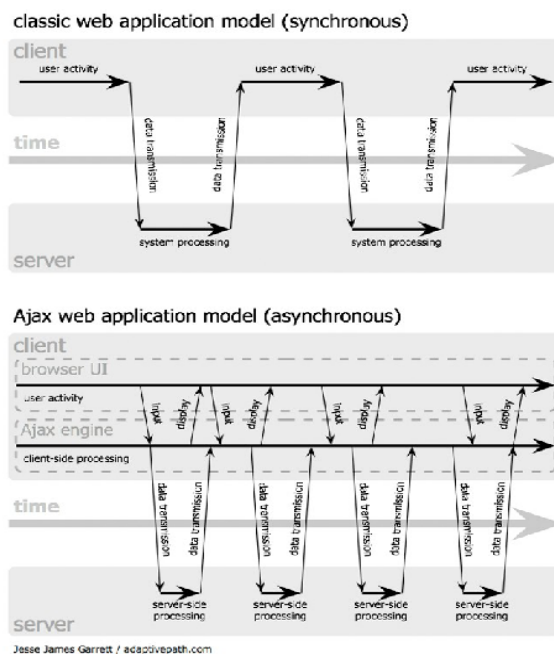 classic web application model (synchronous)
client
user activity
user activity
user activity
data transmission
data transmission
data transmission
data transmission
time
system processing
system processing
server
Ajax web application model (asynchronous)
client
browser UI
user activity
input
display
input
display
input
display
input
display
Ajax engine
client-side processing
data transmission
data transmission
data transmission
data transmission
data transmission
data transmission
data transmission
data transmission
time
server-side
processing
server-side
processing
server-side
processing
server-side
processing
server
Jesse James Garrett / adaptivepath.com